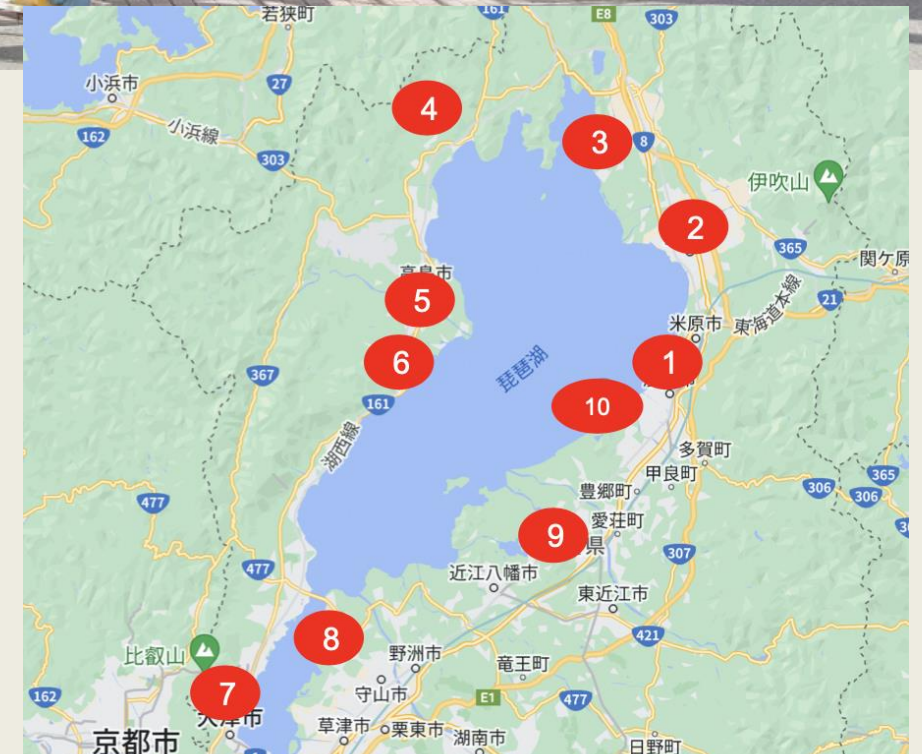 若狭町
161
E8
303
小浜市
27
4
162
小浜線
303
3
8
伊吹山
2
365
関ケ原
高島市
21
5
米原市
東海道本線
琵琶湖
6
1
367
161
10
湖西線
多賀町
甲良町
365
477
豊郷町
306
306
愛荘町
9
県
307
477
近江八幡市
東近江市
421
8
比叡山
野洲市
竜王町
7
162
守山市
E1
477
大津市
京都市
草津市
栗東市
湖南市
日野町